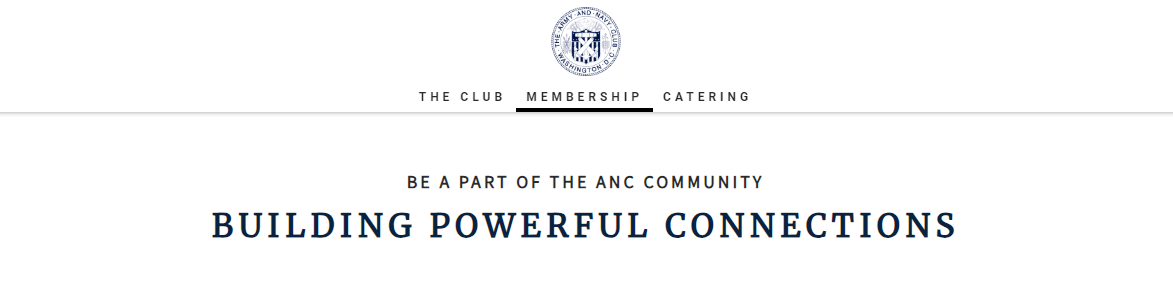 THE ARMY AND NAVY CLUB
WASHINGTON D.C.
THE CLUB MEMBERSHIP CATERING
BE A PART OF THE ANC COMMUNITY
BUILDING POWERFUL CONNECTIONS